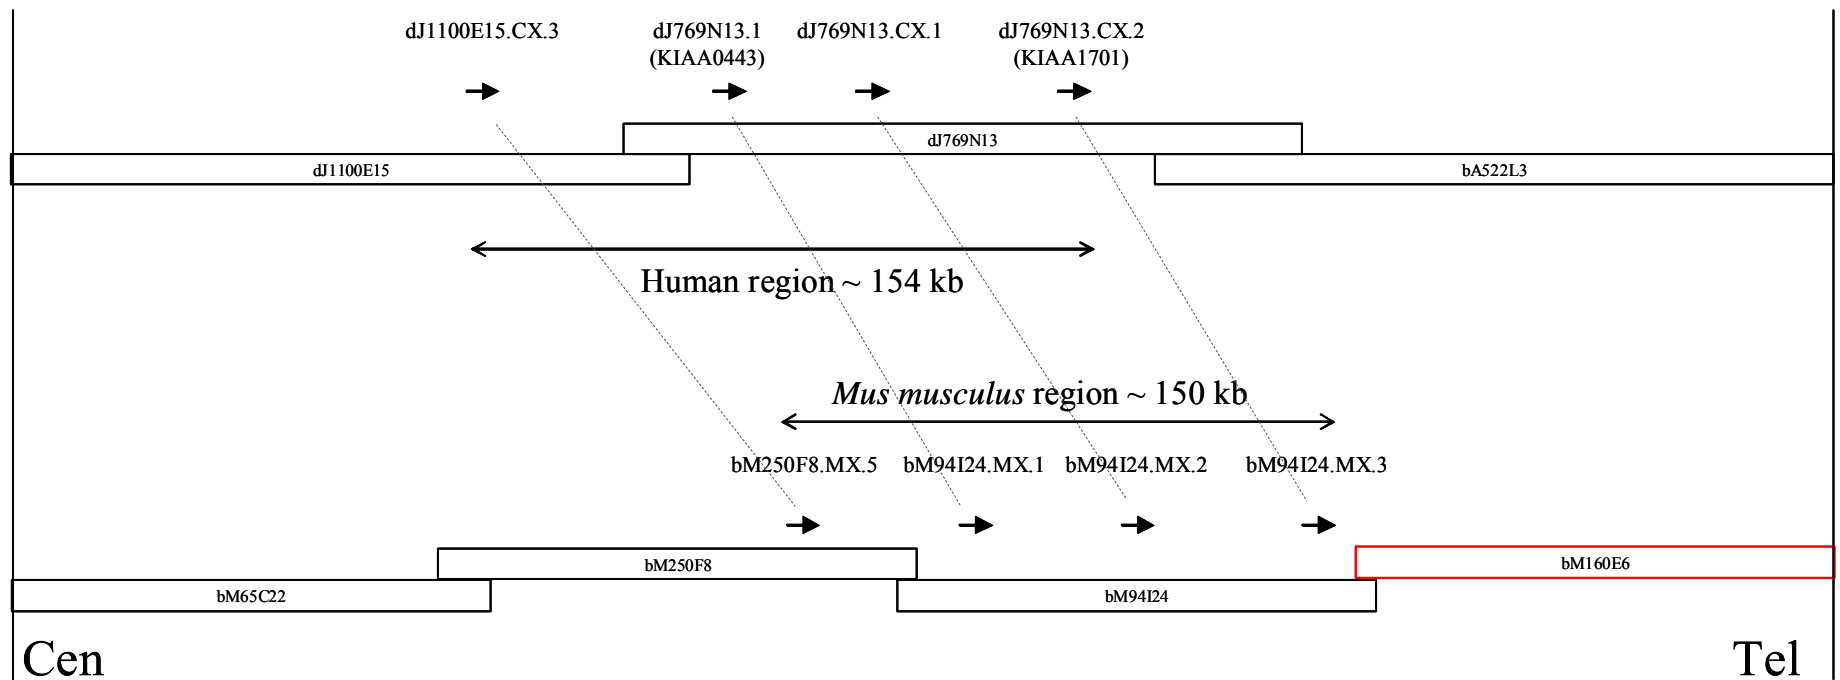 dJ1100E15.CX.3
dJ769N13.1
(KIAA0443)
dJ769N13.CX.1
dJ769N13.CX.2
(KIAA1701)
dJ769N13
dJ1100E15
bA522L3
Human region ~ 154 kb
Mus musculus region ~ 150 kb
bM250F8.MX.5
bM94I24.MX.1
bM94I24.MX.2
bM94I24.MX.3
bM250F8
bM160E6
bM65C22
bM94I24
Cen
Tel